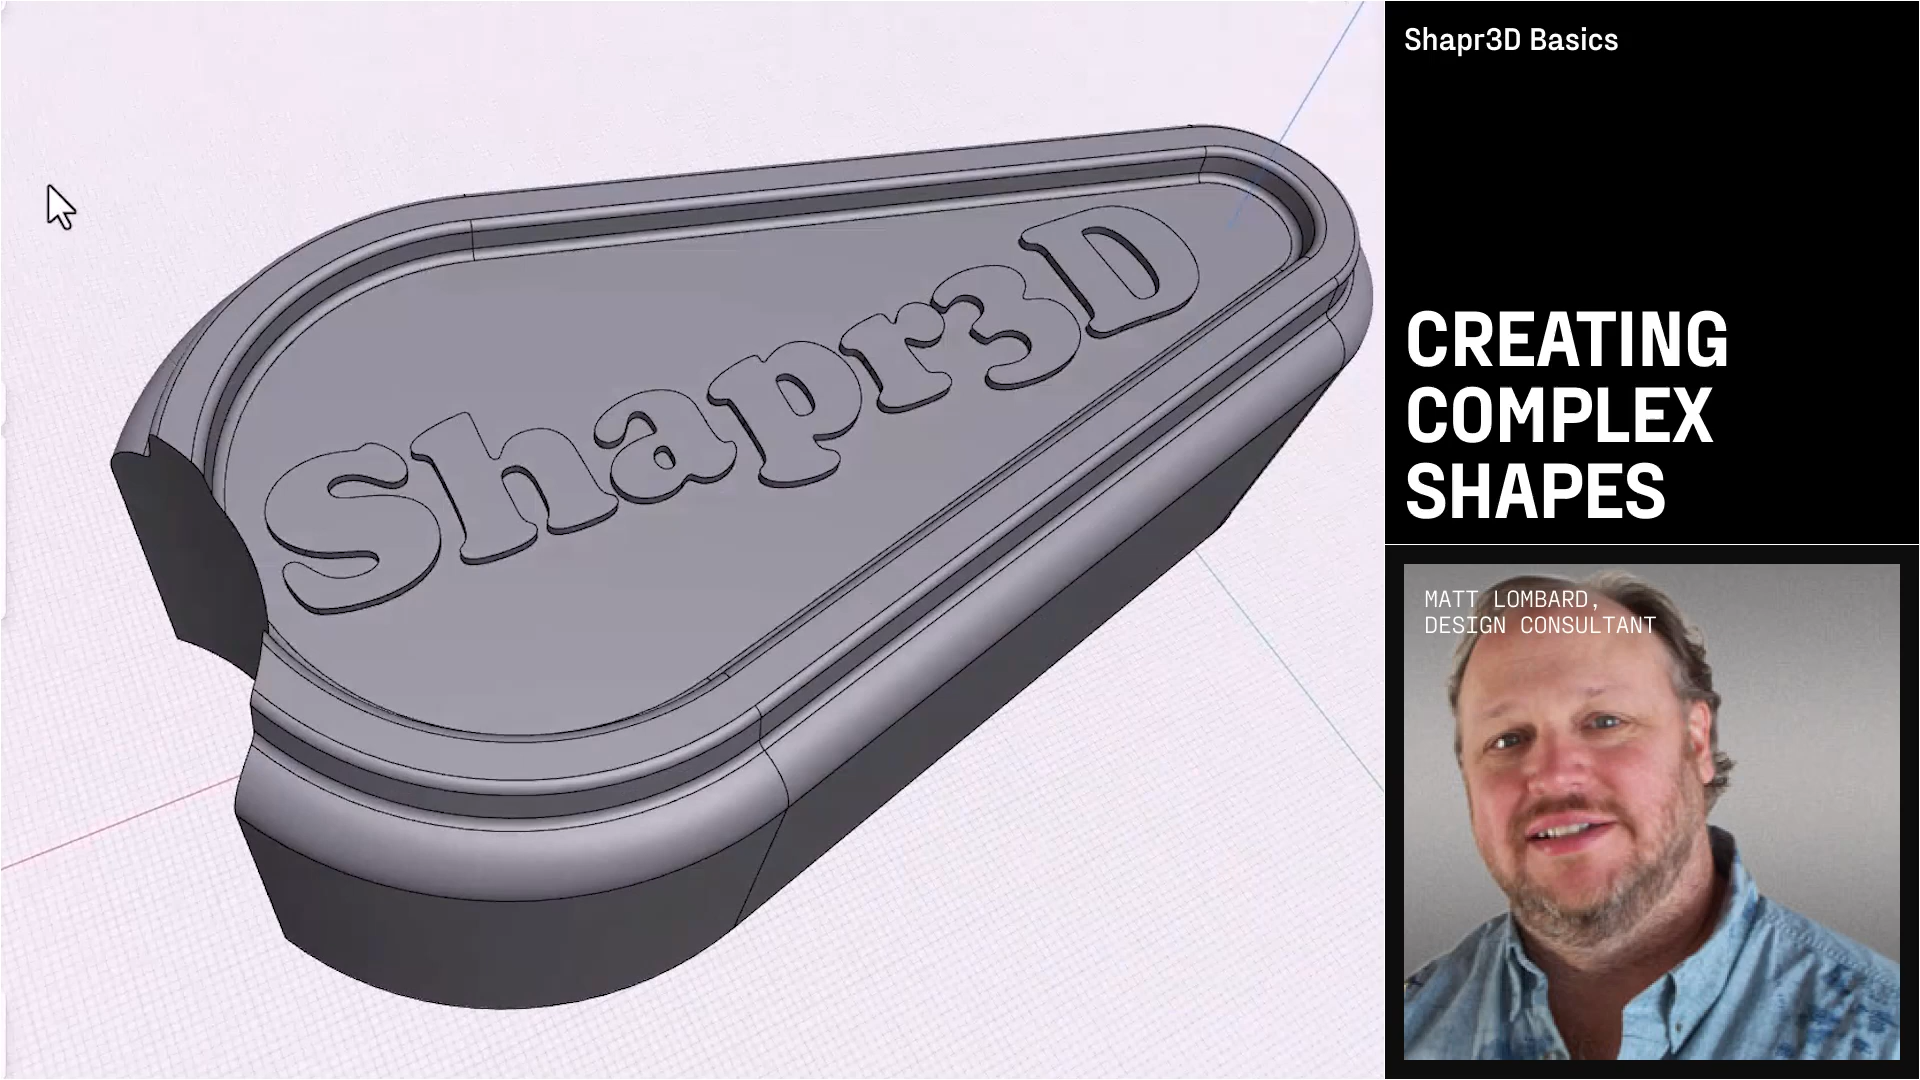 Shapr3D Basics
CREATING
COMPLEX
SHAPES
MATT LOMBARD,
DESIGN CONSULTANT
Shapr3D